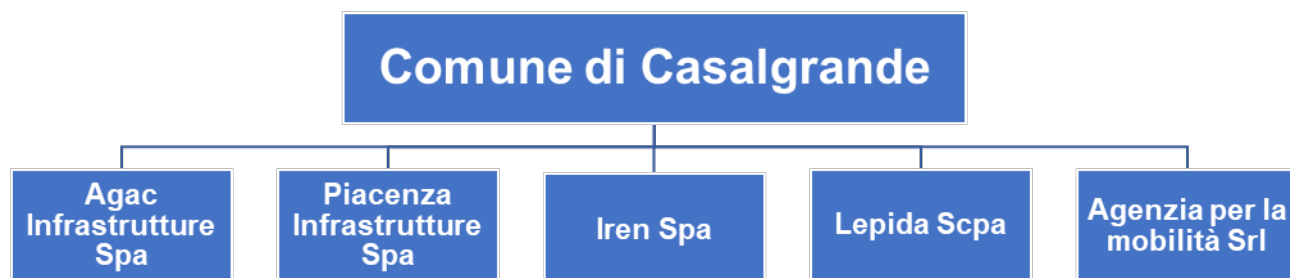 Comune di Casalgrande
Agac
Infrastrutture
Spa
Piacenza
Infrastrutture
Spa
Iren Spa
Lepida Scpa
Agenzia per la
mobilità Srl